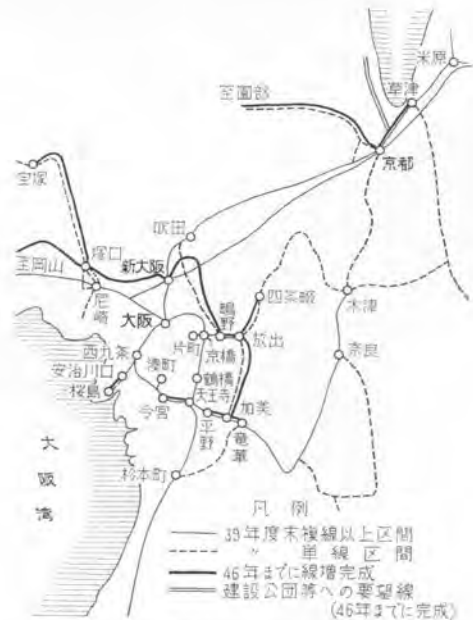 米原
草津
至園部
京都
宝塚
吹田
塚口
新大阪
至岡山
鴫野
四条畷
尼崎
大阪
木津
片町
京橋
放出
西九条
湊町
奈良
安治川口
鶴橋
桜島
天王寺
加美
今宮
平野
竜華
大阪湾
杉本町
凡例
39年度末複線以上区間
〃 単線区間
46年までに線増完成
建設公団等への要望線
(46年までに完成)